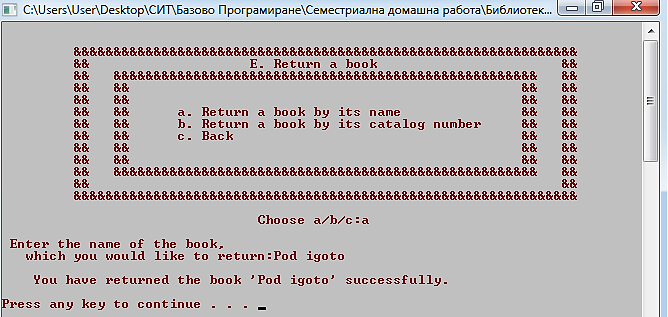 C:\Users\User\Desktop\СИТ\Базово Програмиране\Семестриална домашна работа\Библиотек...
&&&&&&&&&&&&&&&&&&&&&&&&&&&&&&&&&&&&&&&&&&&&&&&&&&&&&&&&&&&&&&&
&& E. Return a book &&
&& &&&&&&&&&&&&&&&&&&&&&&&&&&&&&&&&&&&&&&&&&&&&&&&&&&&&& &&
&& && && &&
&& && && &&
&& && a. Return a book by its name && &&
&& && b. Return a book by its catalog number && &&
&& && c. Back && &&
&& && && &&
&& && && &&
&& &&&&&&&&&&&&&&&&&&&&&&&&&&&&&&&&&&&&&&&&&&&&&&&&&&&&& &&
&& &&
&&&&&&&&&&&&&&&&&&&&&&&&&&&&&&&&&&&&&&&&&&&&&&&&&&&&&&&&&&&&&&&
Choose a/b/c:a
Enter the name of the book,
which you would like to return:Pod igoto
You have returned the book 'Pod igoto' successfully.
Press any key to continue . . . _